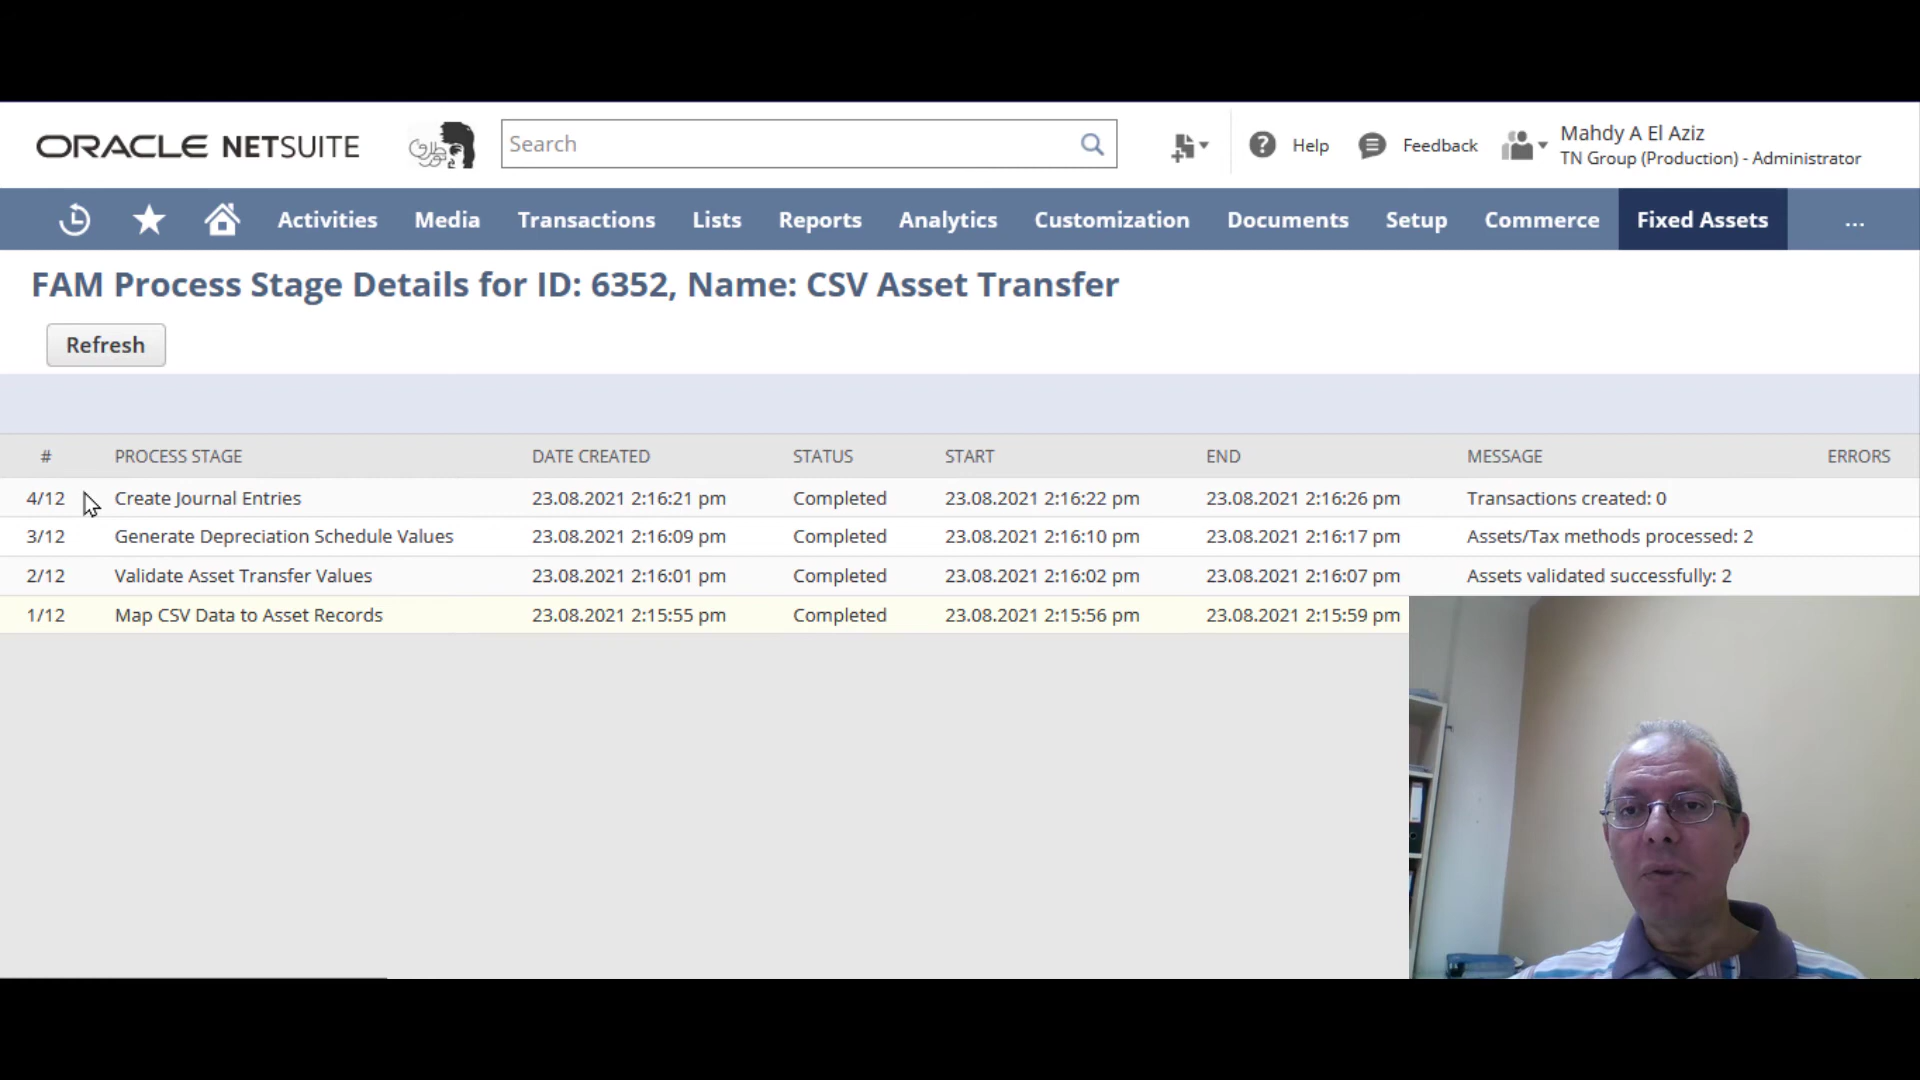 ORACLE NETSUITE
Search
Help
Feedback
Mahdy A El Aziz
TN Group (Production) - Administrator
Activities Media Transactions Lists Reports Analytics Customization Documents Setup Commerce Fixed Assets ...
FAM Process Stage Details for ID: 6352, Name: CSV Asset Transfer
Refresh
# PROCESS STAGE DATE CREATED STATUS START END MESSAGE ERRORS
4/12 Create Journal Entries 23.08.2021 2:16:21 pm Completed 23.08.2021 2:16:22 pm 23.08.2021 2:16:26 pm Transactions created: 0
3/12 Generate Depreciation Schedule Values 23.08.2021 2:16:09 pm Completed 23.08.2021 2:16:10 pm 23.08.2021 2:16:17 pm Assets/Tax methods processed: 2
2/12 Validate Asset Transfer Values 23.08.2021 2:16:01 pm Completed 23.08.2021 2:16:02 pm 23.08.2021 2:16:07 pm Assets validated successfully: 2
1/12 Map CSV Data to Asset Records 23.08.2021 2:15:55 pm Completed 23.08.2021 2:15:56 pm 23.08.2021 2:15:59 pm